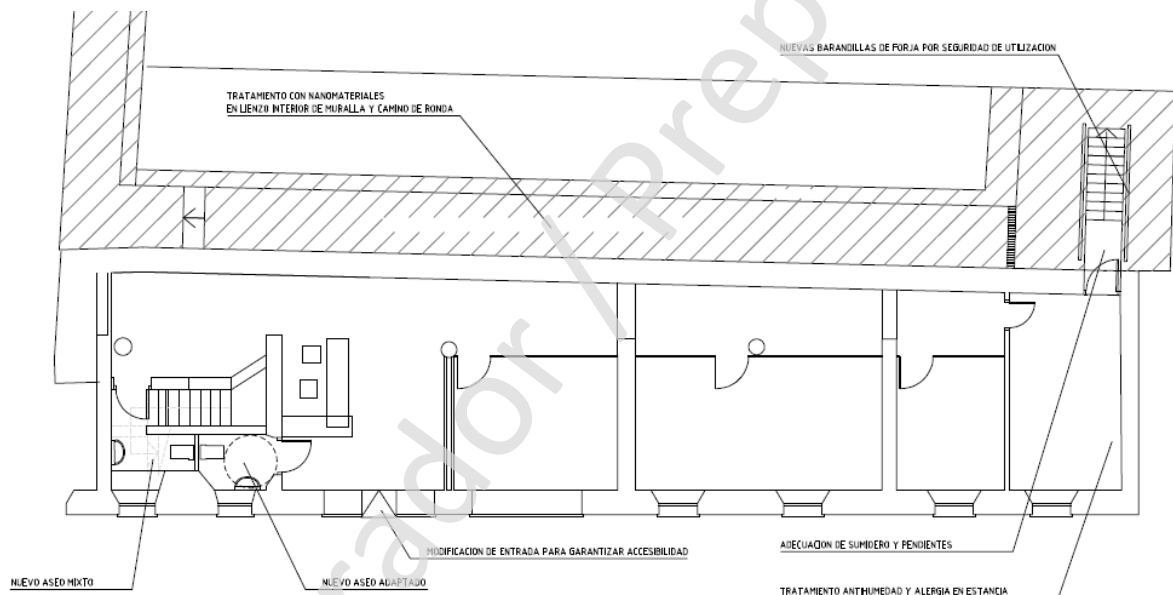 NUEVAS BARANDILLAS DE FORJA POR SEGURIDAD DE UTILIZACION
TRATAMIENTO CON NANOMATERIALES
EN LIENZO INTERIOR DE MURALLA Y CAMINO DE RONDA
rador / Prep
MODIFICACION DE ENTRADA PARA GARANTIZAR ACCESIBILIDAD
ADECUACION DE SUMIDERO Y PENDIENTES
NUEVO ASEO MIXTO
NUEVO ASEO ADAPTADO
TRATAMIENTO ANTIHUMEDAD Y ALERGIA EN ESTANCIA